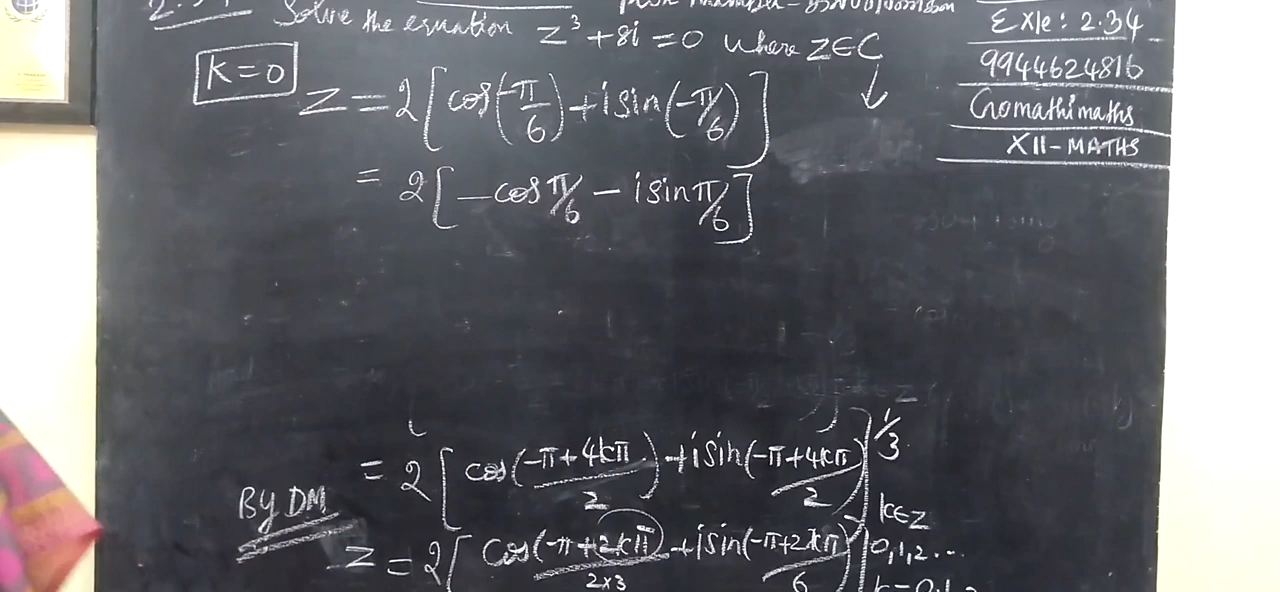 Solve the equation z³ + 8i = 0 where Z∈C
K=0
Z = 2[cos(-π/6) + i sin(-π/6)]
= 2[-cos π/6 - i sin π/6]
= 2[cos(-π+4kπ/2) + i sin(-π+4kπ/2)]^1/3
k∈Z
By DM
Z = 2[cos(-π+2kπ/2×3) + i sin(-π+2kπ/6)]
0,1,2...
Ex/e: 2.34
9944624816
Gomathimaths
XII-MATHS